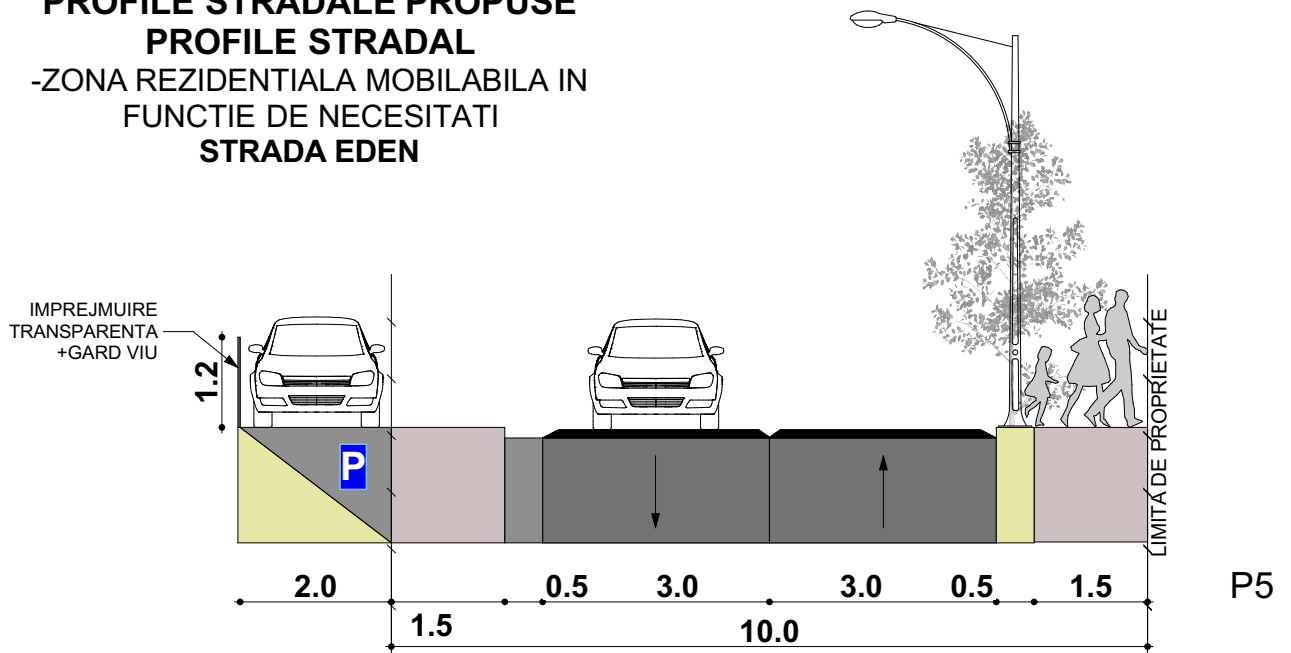 PROFILE STRADALE PROPUSE
PROFILE STRADAL
-ZONA REZIDENTIALA MOBILABILA IN
FUNCTIE DE NECESITATI
STRADA EDEN
IMPREJMUIRE
TRANSPARENTA
+GARD VIU
1.2
P
LIMITA DE PROPRIETATE
2.0
0.5
3.0
3.0
0.5
1.5
P5
1.5
10.0